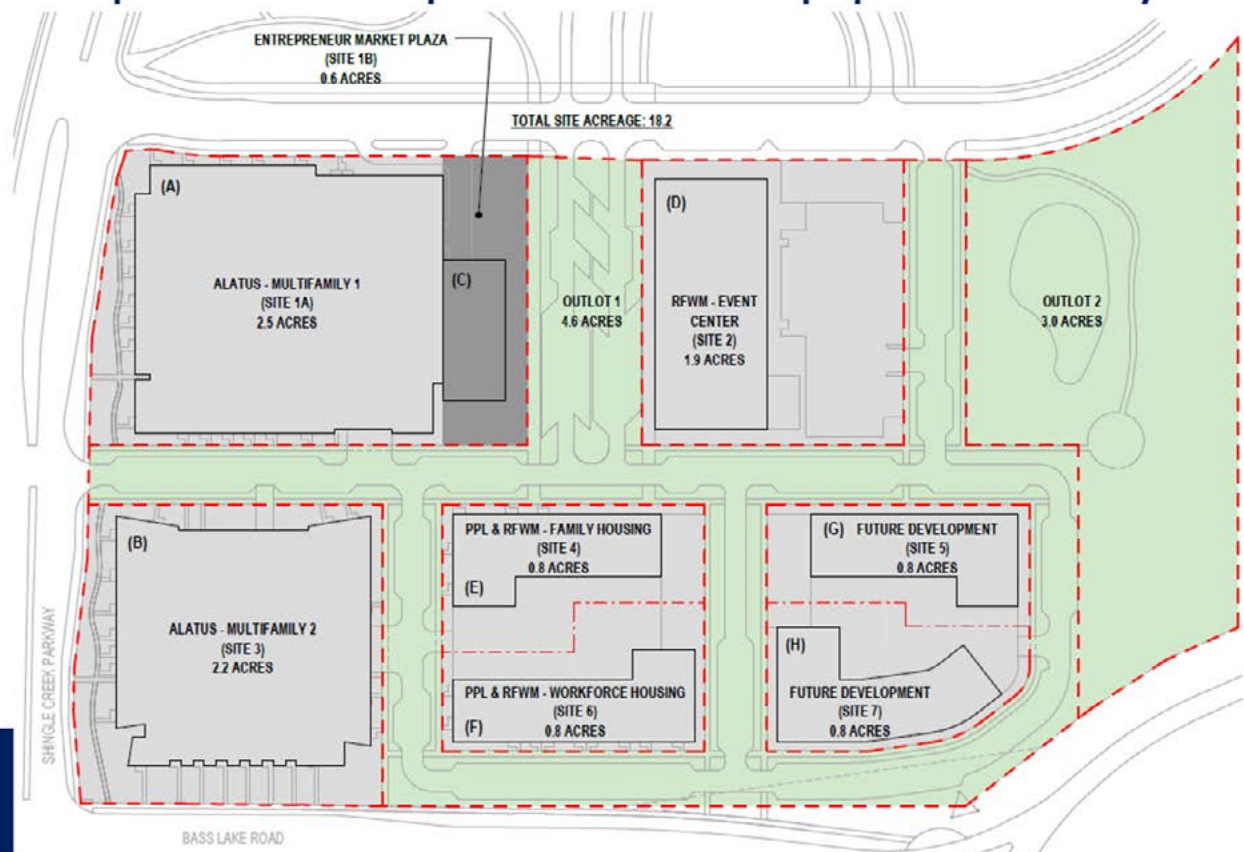 ENTREPRENEUR MARKET PLAZA
(SITE 1B)
0.6 ACRES
TOTAL SITE ACREAGE: 18.2
(A)
ALATUS - MULTIFAMILY 1
(SITE 1A)
2.5 ACRES
(C)
OUTLOT 1
4.6 ACRES
(D)
RFWM - EVENT
CENTER
(SITE 2)
1.9 ACRES
OUTLOT 2
3.0 ACRES
(B)
ALATUS - MULTIFAMILY 2
(SITE 3)
2.2 ACRES
PPL & RFWM - FAMILY HOUSING
(SITE 4)
0.8 ACRES
(E)
(G) FUTURE DEVELOPMENT
(SITE 5)
0.8 ACRES
PPL & RFWM - WORKFORCE HOUSING
(SITE 6)
(F) 0.8 ACRES
(H)
FUTURE DEVELOPMENT
(SITE 7)
0.8 ACRES
SHINGLE CREEK PARKWAY
BASS LAKE ROAD